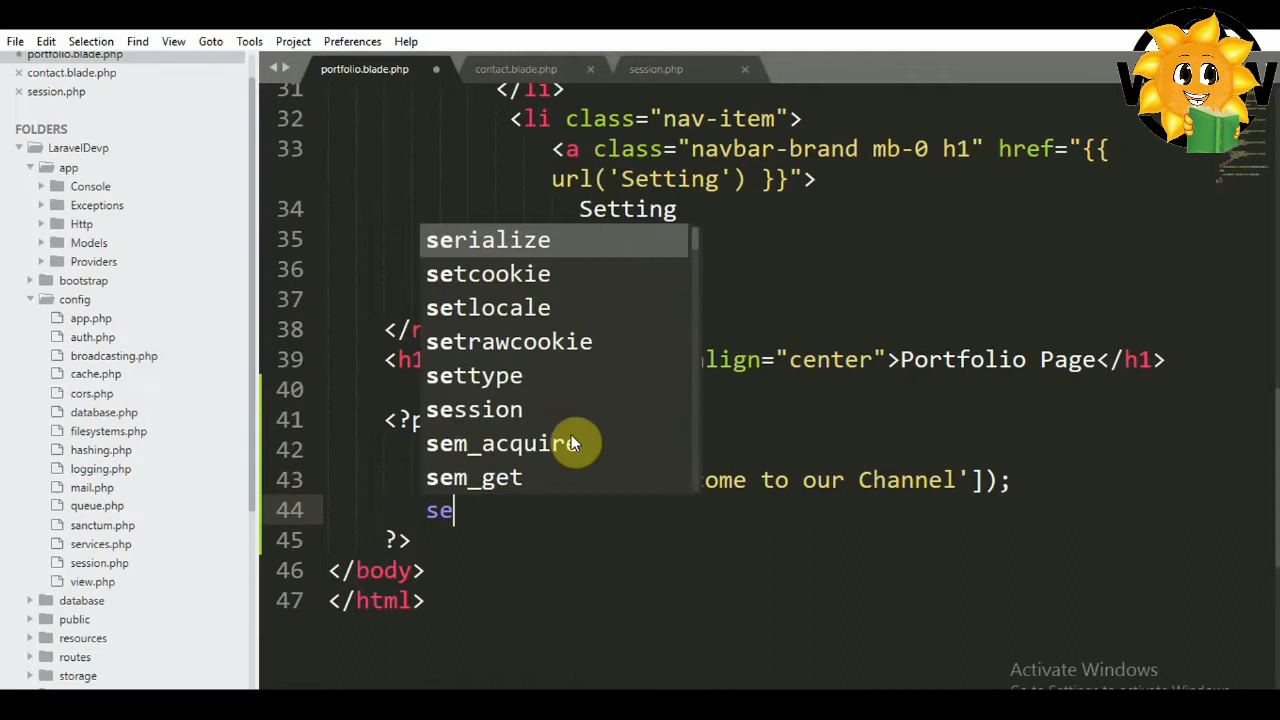 File Edit Selection Find View Goto Tools Project Preferences Help
portfolio.blade.php
contact.blade.php
session.php
FOLDERS
LaravelDevp
app
Console
Exceptions
Http
Models
Providers
bootstrap
config
app.php
auth.php
broadcasting.php
cache.php
cors.php
database.php
filesystems.php
hashing.php
logging.php
mail.php
queue.php
sanctum.php
services.php
session.php
view.php
database
public
resources
routes
storage
portfolio.blade.php contact.blade.php session.php
31 </li>
32 <li class="nav-item">
33 <a class="navbar-brand mb-0 h1" href="{{
url('Setting') }}">
34 Setting
35
36
37
38 </
39 <h1 align="center">Portfolio Page</h1>
40
41 <?
42
43 come to our Channel']);
44 se
45 ?>
46 </body>
47 </html>
serialize
setcookie
setlocale
setrawcookie
settype
session
sem_acquire
sem_get
Activate Windows